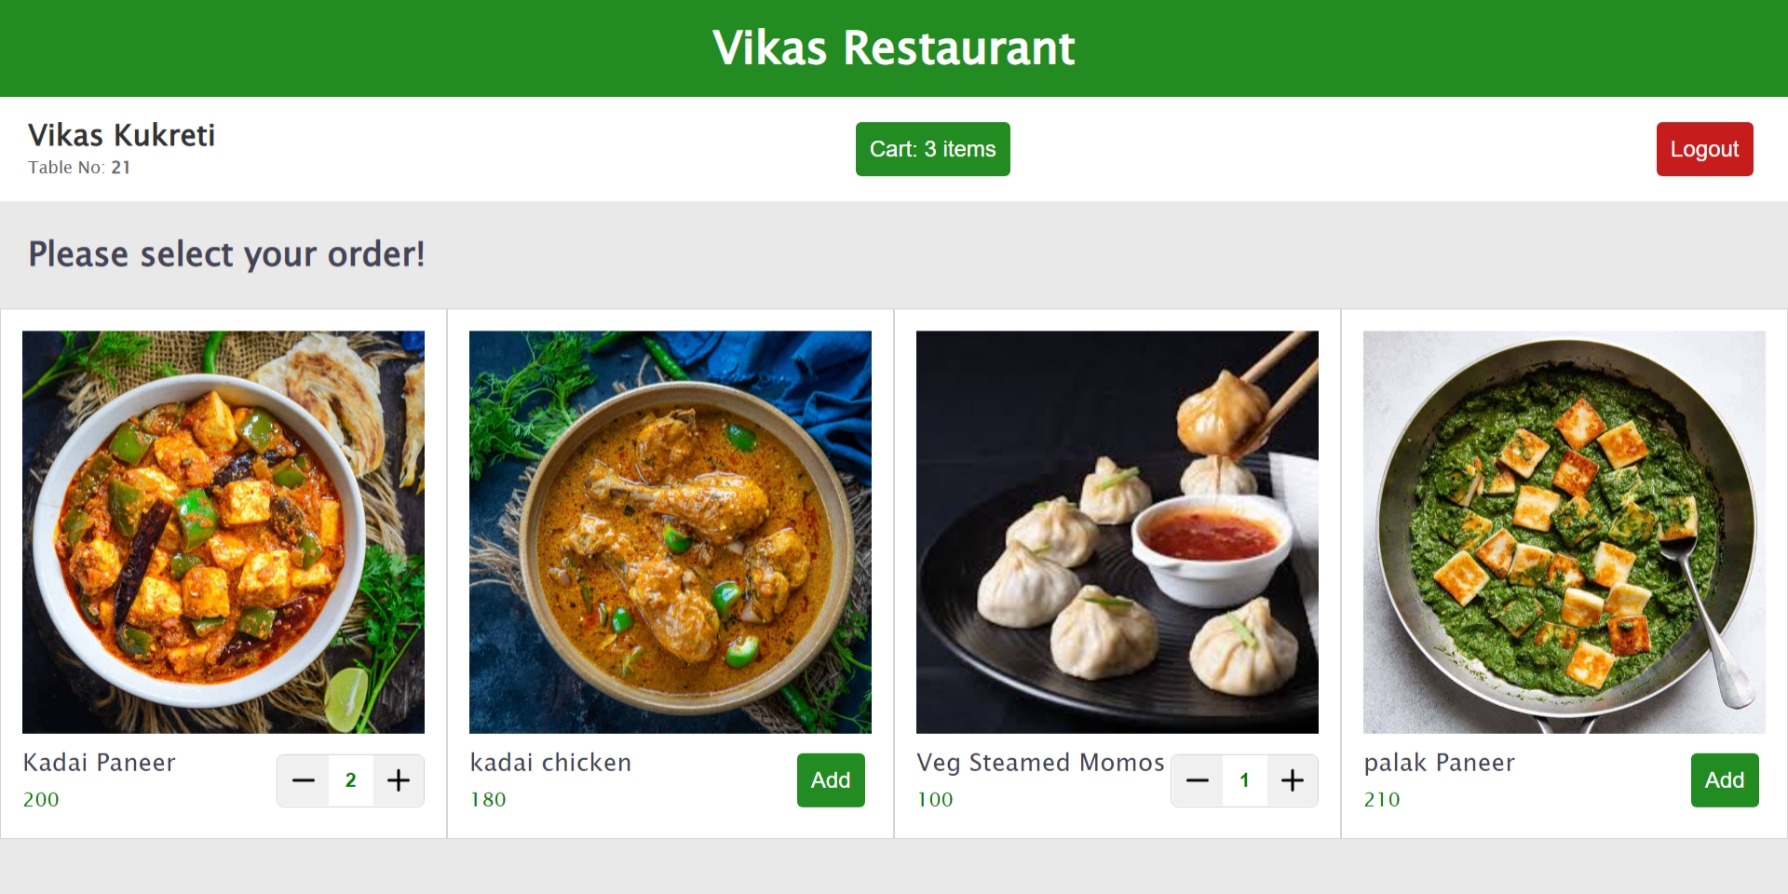 Vikas Restaurant
Vikas Kukreti
Table No: 21
Cart: 3 items
Logout
Please select your order!
Kadai Paneer
200
− 2 +
kadai chicken
180
Add
Veg Steamed Momos
100
− 1 +
palak Paneer
210
Add